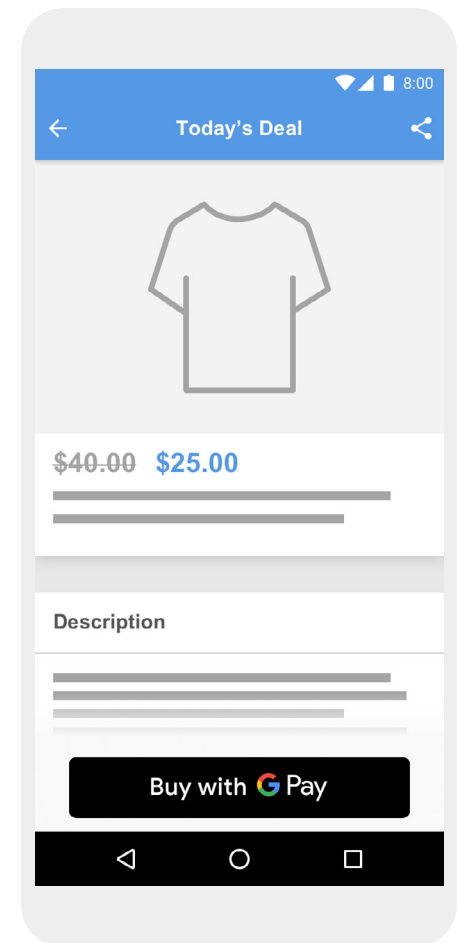 8:00
Today’s Deal
$40.00 $25.00
Description
Buy with G Pay